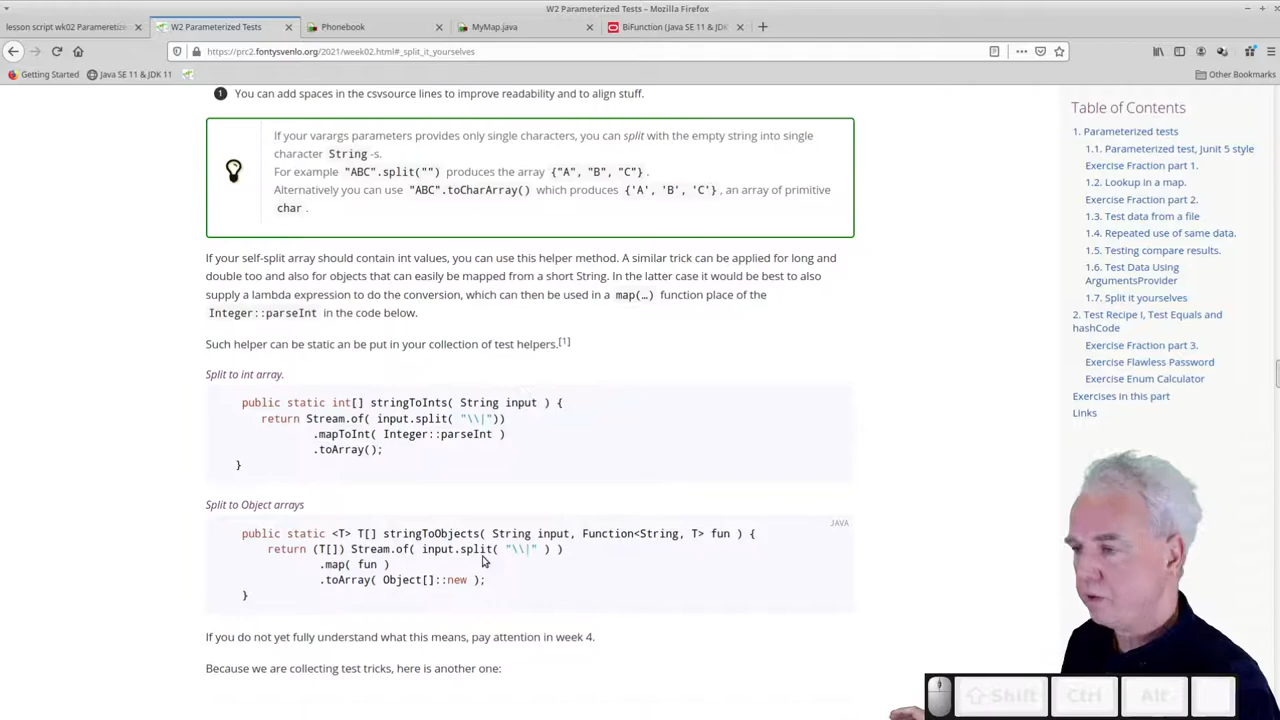 W2 Parameterized Tests - Mozilla Firefox
lesson script wk02 Parameretiz
W2 Parameterized Tests
Phonebook
MyMap.java
BiFunction (Java SE 11 & JDK
https://prc2.fontysvenlo.org/2021/week02.html#_split_it_yourselves
Getting Started
Java SE 11 & JDK 11
Other Bookmarks
1 You can add spaces in the csvsource lines to improve readability and to align stuff.
If your varargs parameters provides only single characters, you can split with the empty string into single
character String -s.
For example "ABC".split("") produces the array {"A", "B", "C"} .
Alternatively you can use "ABC".toCharArray() which produces {'A', 'B', 'C'} , an array of primitive
char .
If your self-split array should contain int values, you can use this helper method. A similar trick can be applied for long and
double too and also for objects that can easily be mapped from a short String. In the latter case it would be best to also
supply a lambda expression to do the conversion, which can then be used in a map(…) function place of the
Integer::parseInt in the code below.
Such helper can be static an be put in your collection of test helpers.[1]
Split to int array.
public static int[] stringToInts( String input ) {
return Stream.of( input.split( "\\|"))
.mapToInt( Integer::parseInt )
.toArray();
}
Split to Object arrays
JAVA
public static <T> T[] stringToObjects( String input, Function<String, T> fun ) {
return (T[]) Stream.of( input.split( "\\|" ) )
.map( fun )
.toArray( Object[]::new );
}
If you do not yet fully understand what this means, pay attention in week 4.
Because we are collecting test tricks, here is another one:
Table of Contents
1. Parameterized tests
1.1. Parameterized test, Junit 5 style
Exercise Fraction part 1.
1.2. Lookup in a map.
Exercise Fraction part 2.
1.3. Test data from a file
1.4. Repeated use of same data.
1.5. Testing compare results.
1.6. Test Data Using
ArgumentsProvider
1.7. Split it yourselves
2. Test Recipe I, Test Equals and
hashCode
Exercise Fraction part 3.
Exercise Flawless Password
Exercise Enum Calculator
Exercises in this part
Links
Shift
Ctrl
Alt